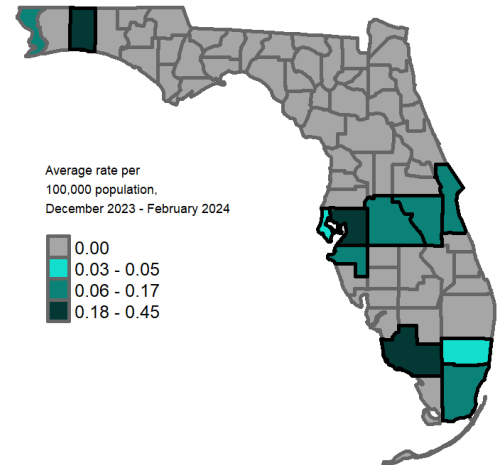 Average rate per
100,000 population,
December 2023 - February 2024
0.00
0.03 - 0.05
0.06 - 0.17
0.18 - 0.45